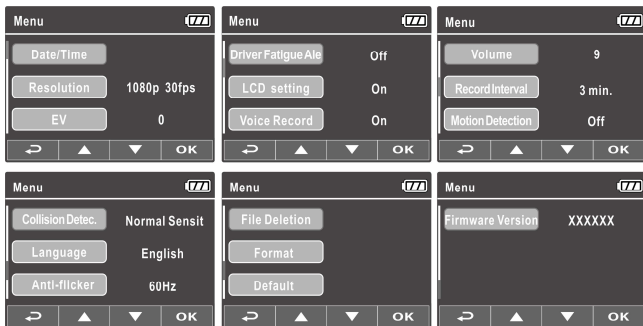 Menu
Date/Time
Resolution 1080p 30fps
EV 0
OK
Menu
Driver Fatigue Ale Off
LCD setting On
Voice Record On
OK
Menu
Volume 9
Record Interval 3 min.
Motion Detection Off
OK
Menu
Collision Detec. Normal Sensit
Language English
Anti-flicker 60Hz
OK
Menu
File Deletion
Format
Default
OK
Menu
Firmware Version XXXXXX
OK